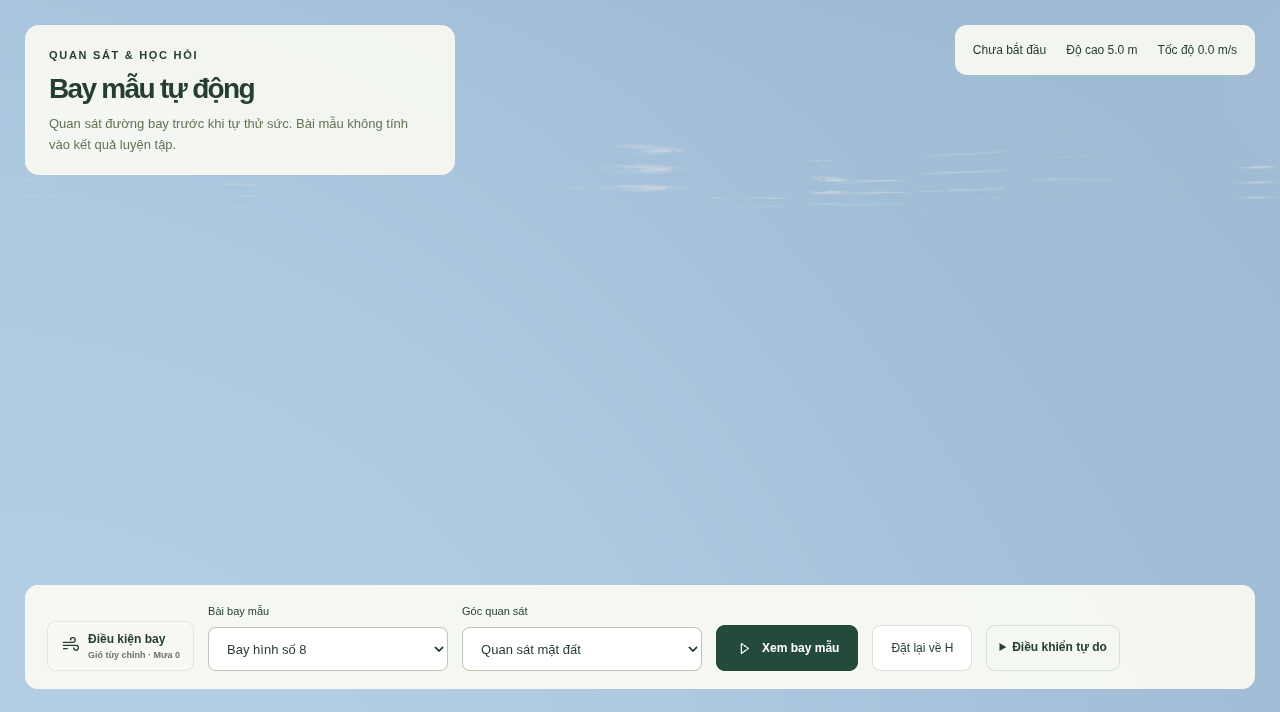 QUAN SÁT & HỌC HỎI
Bay mẫu tự động
Quan sát đường bay trước khi tự thử sức. Bài mẫu không tính
vào kết quả luyện tập.
Chưa bắt đầu Độ cao 5.0 m Tốc độ 0.0 m/s
Điều kiện bay
Gió tùy chỉnh · Mưa 0
Bài bay mẫu
Bay hình số 8
Góc quan sát
Quan sát mặt đất
Xem bay mẫu
Đặt lại về H
Điều khiển tự do